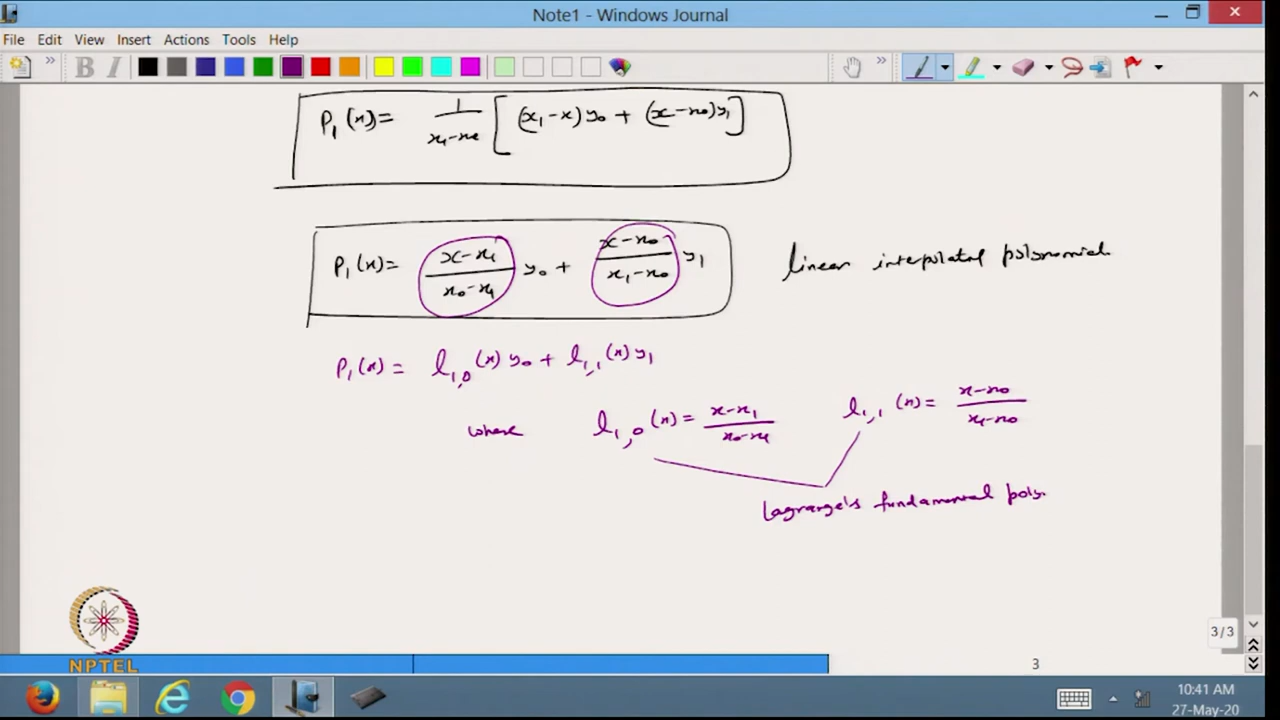 Note1 - Windows Journal
File Edit View Insert Actions Tools Help
P₁(x) = 1/(x₁-x₀) [(x₁-x)y₀ + (x-x₀)y₁]
P₁(x) = (x-x₁)/(x₀-x₁) y₀ + (x-x₀)/(x₁-x₀) y₁ linear interpolatal polynomial
P₁(x) = l₁,₀(x) y₀ + l₁,₁(x) y₁
where l₁,₀(x) = (x-x₁)/(x₀-x₁) l₁,₁(x) = (x-x₀)/(x₁-x₀)
Lagrange's fundamental poly.
3/3
NPTEL
3
10:41 AM
27-May-20